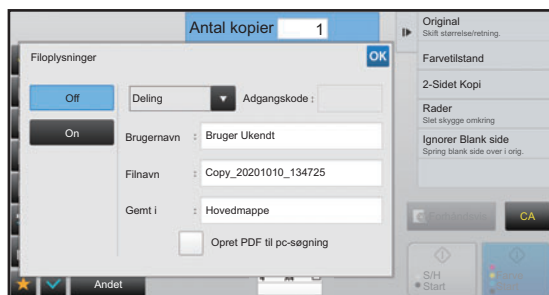 Antal kopier 1
Filoplysninger
OK
Off
On
Deling
Adgangskode :
Brugernavn : Bruger Ukendt
Filnavn : Copy_20201010_134725
Gemt i : Hovedmappe
Opret PDF til pc-søgning
Original
Skift størrelse/retning.
Farvetilstand
2-Sidet Kopi
Rader
Slet skygge omkring
Ignorer Blank side
Spring blank side over i orig.
CA
S/H
Start
Andet